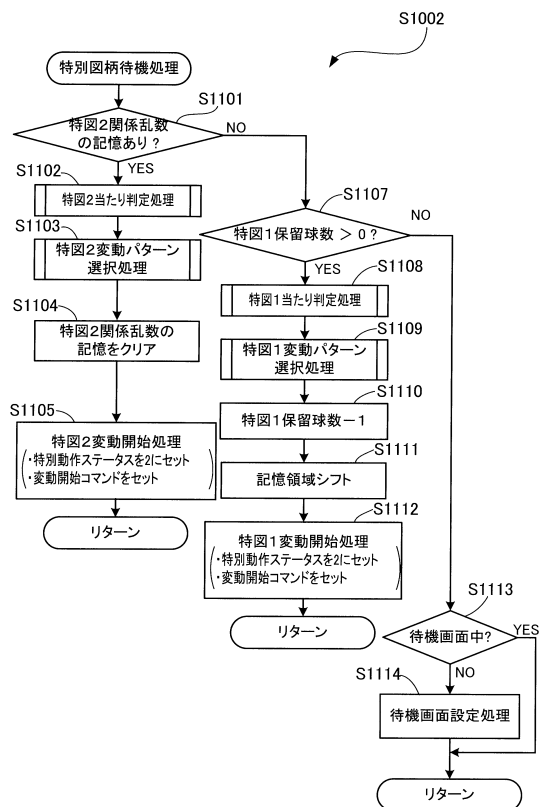 S1002
特別図柄待機処理
S1101
特図2関係乱数
の記憶あり?
NO
YES
S1102
特図2当たり判定処理
S1103
特図2変動パターン
選択処理
S1104
特図2関係乱数の
記憶をクリア
S1105
特図2変動開始処理
・特別動作ステータスを2にセット
・変動開始コマンドをセット
リターン
S1107
特図1保留球数 > 0?
NO
YES
S1108
特図1当たり判定処理
S1109
特図1変動パターン
選択処理
S1110
特図1保留球数-1
S1111
記憶領域シフト
S1112
特図1変動開始処理
・特別動作ステータスを2にセット
・変動開始コマンドをセット
リターン
S1113
待機画面中?
YES
NO
S1114
待機画面設定処理
リターン